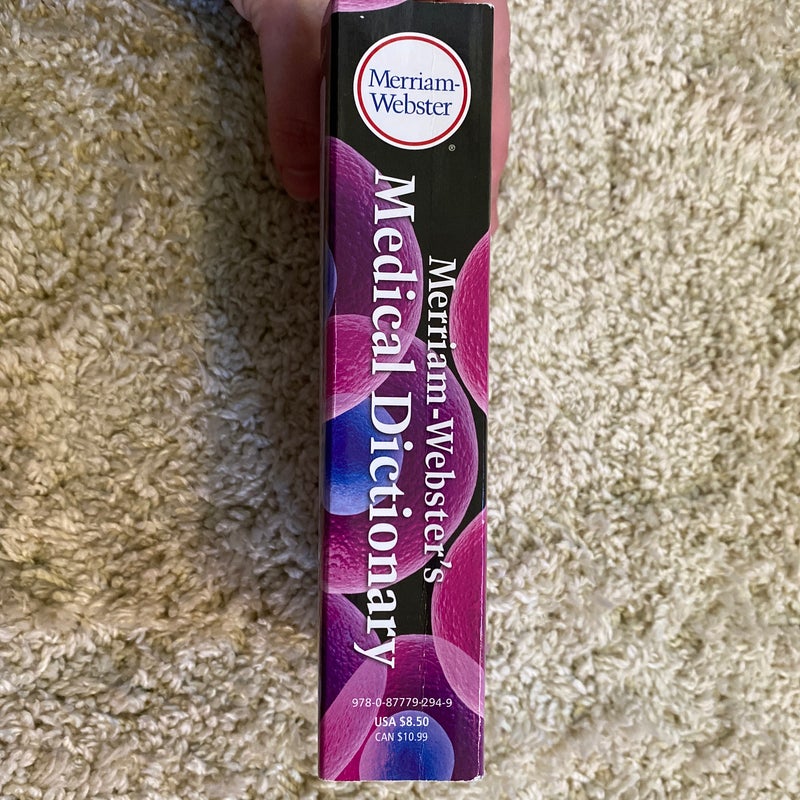 Merriam-
Webster
®
Merriam-Webster's
Medical Dictionary
978-0-87779-294-9
USA $8.50
CAN $10.99